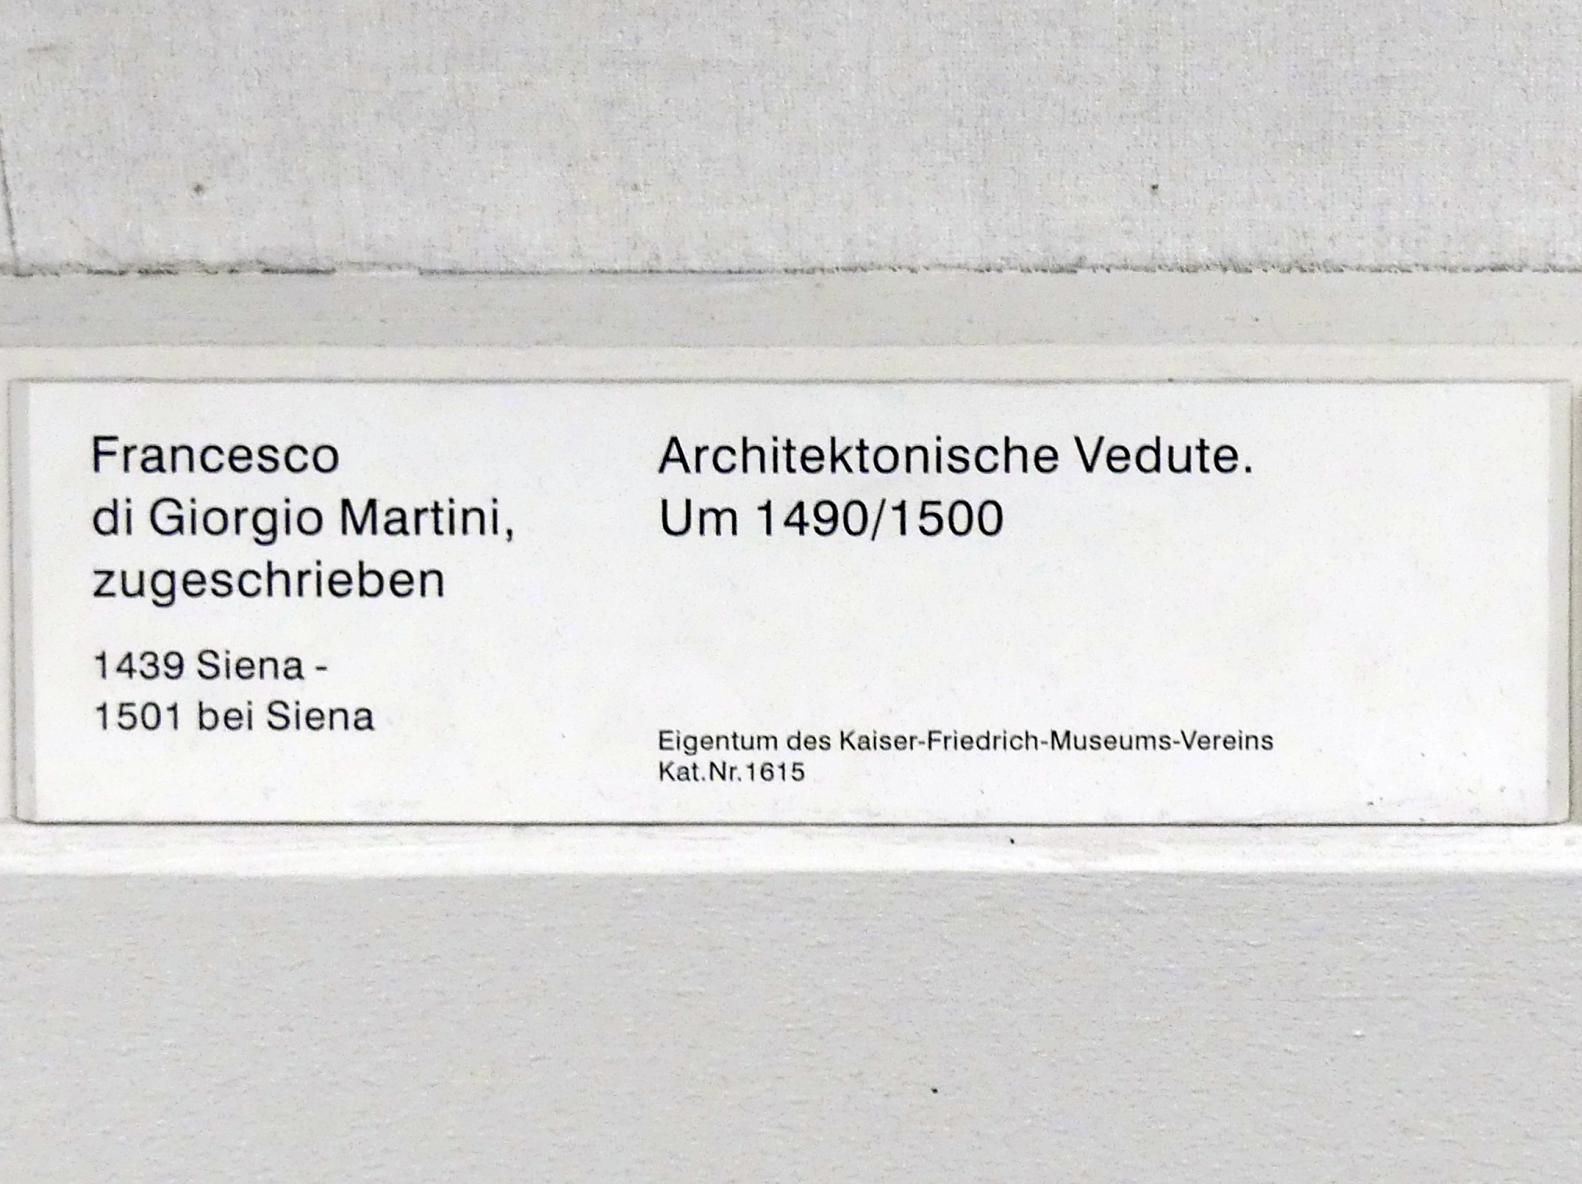 Francesco
di Giorgio Martini,
zugeschrieben
1439 Siena -
1501 bei Siena
Architektonische Vedute.
Um 1490/1500
Eigentum des Kaiser-Friedrich-Museums-Vereins
Kat.Nr.1615